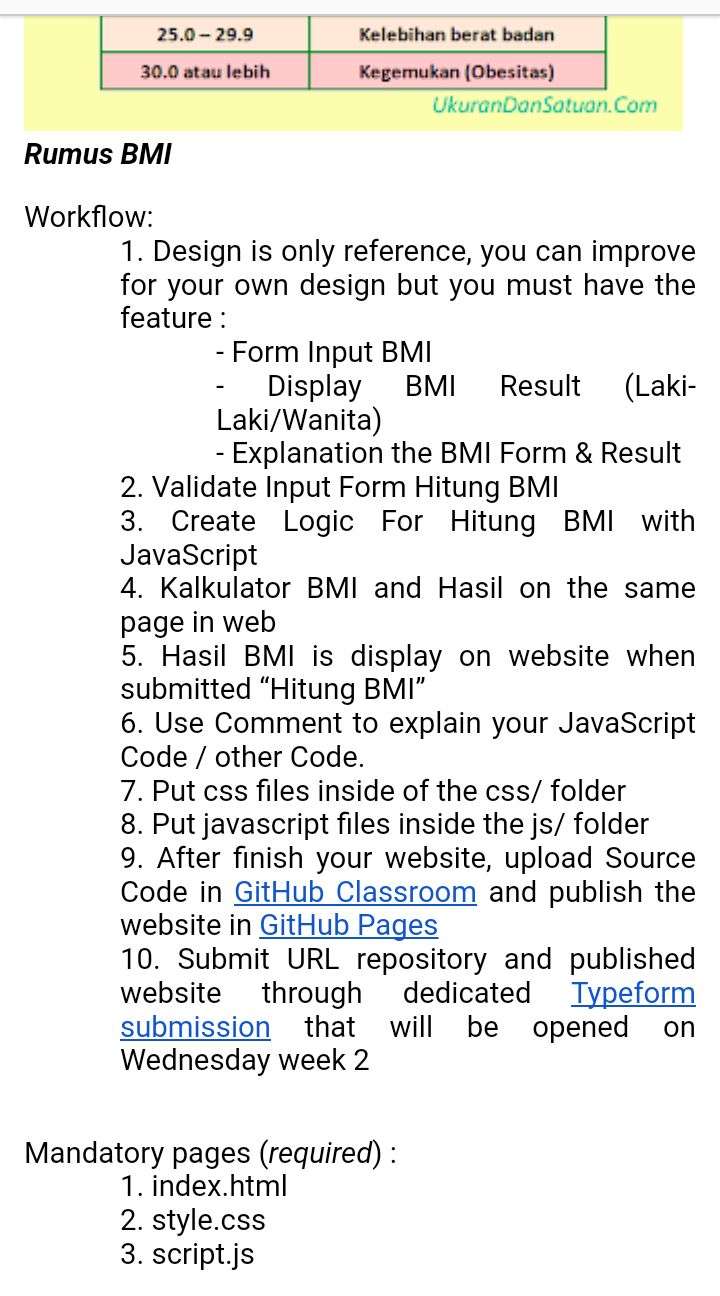 25.0 – 29.9 Kelebihan berat badan
30.0 atau lebih Kegemukan (Obesitas)
UkuranDanSatuan.Com
Rumus BMI
Workflow:
1. Design is only reference, you can improve
for your own design but you must have the
feature :
- Form Input BMI
- Display BMI Result (Laki-
Laki/Wanita)
- Explanation the BMI Form & Result
2. Validate Input Form Hitung BMI
3. Create Logic For Hitung BMI with
JavaScript
4. Kalkulator BMI and Hasil on the same
page in web
5. Hasil BMI is display on website when
submitted “Hitung BMI”
6. Use Comment to explain your JavaScript
Code / other Code.
7. Put css files inside of the css/ folder
8. Put javascript files inside the js/ folder
9. After finish your website, upload Source
Code in GitHub Classroom and publish the
website in GitHub Pages
10. Submit URL repository and published
website through dedicated Typeform
submission that will be opened on
Wednesday week 2
Mandatory pages (required) :
1. index.html
2. style.css
3. script.js